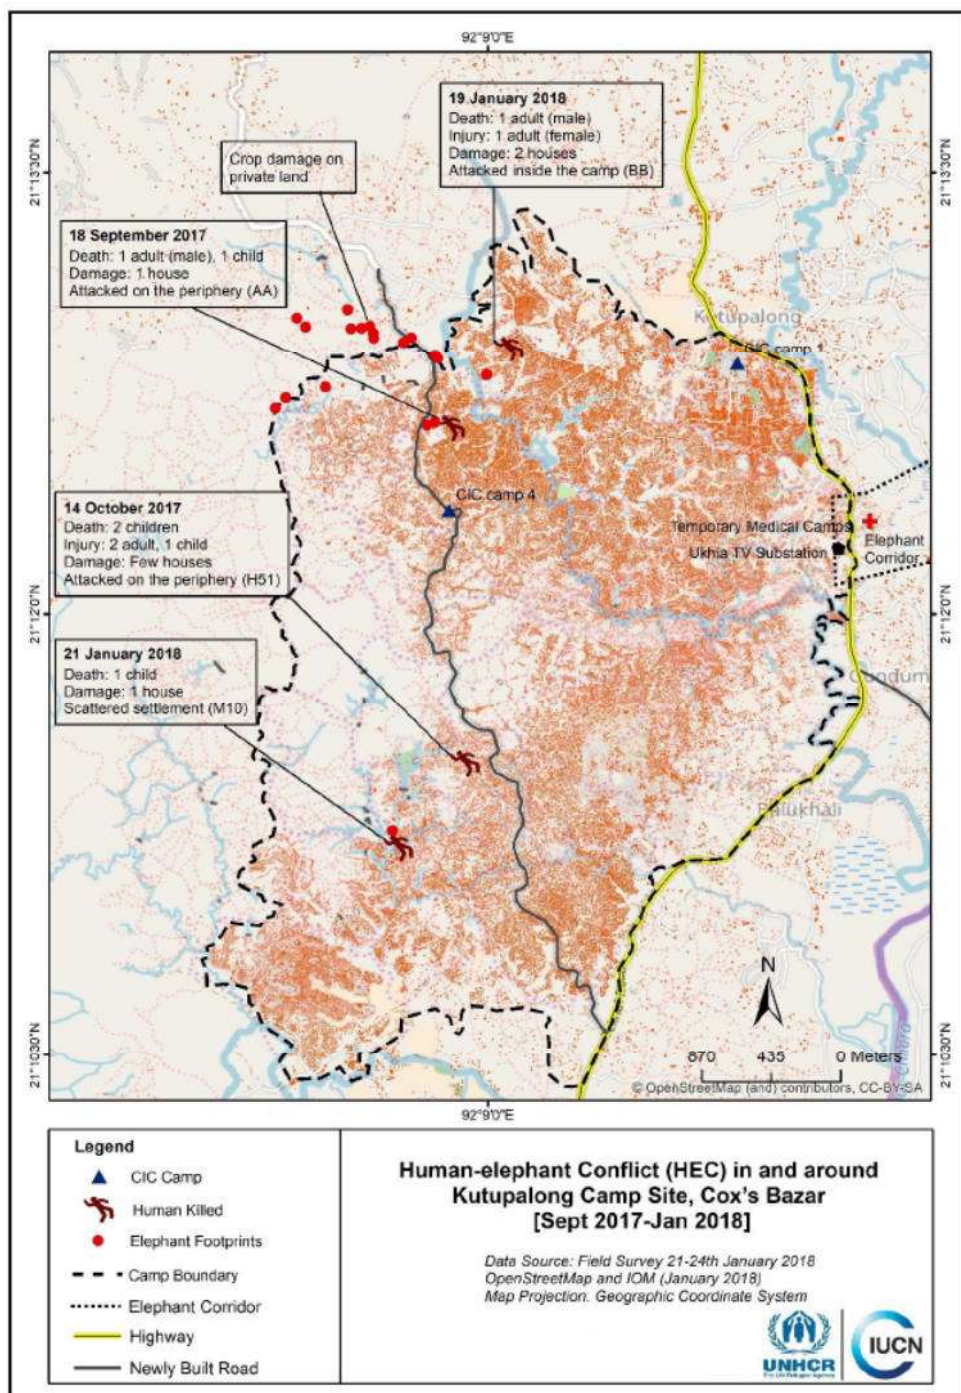 92°9'0"E
19 January 2018
Death: 1 adult (male)
Injury: 1 adult (female)
Damage: 2 houses
Attacked inside the camp (BB)
Crop damage on
private land
21°13'30"N
21°13'30"N
18 September 2017
Death: 1 adult (male), 1 child
Damage: 1 house
Attacked on the periphery (AA)
Kutupalong
CIC camp 1
CIC camp 4
14 October 2017
Death: 2 children
Injury: 2 adult, 1 child
Damage: Few houses
Attacked on the periphery (H51)
Temporary Medical Camps
Ukhia TV Substation
Elephant
Corridor
21°12'0"N
21°12'0"N
21 January 2018
Death: 1 child
Damage: 1 house
Scattered settlement (M10)
Balukhali
N
870 435 0 Meters
21°10'30"N
21°10'30"N
© OpenStreetMap (and) contributors, CC-BY-SA
92°9'0"E
Legend
CIC Camp
Human Killed
Elephant Footprints
Camp Boundary
Elephant Corridor
Highway
Newly Built Road
Human-elephant Conflict (HEC) in and around
Kutupalong Camp Site, Cox's Bazar
[Sept 2017-Jan 2018]
Data Source: Field Survey 21-24th January 2018
OpenStreetMap and IOM (January 2018)
Map Projection: Geographic Coordinate System
UNHCR
The UN Refugee Agency
IUCN